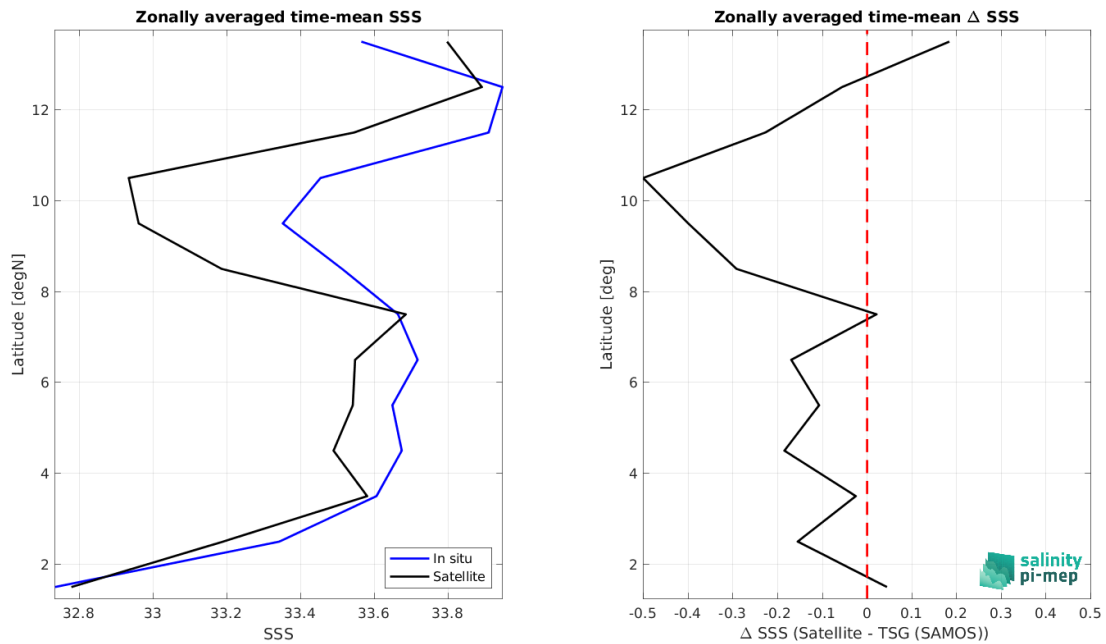 Zonally averaged time-mean SSS
Latitude [degN]
12
10
8
6
4
2
32.8
33
33.2
33.4
33.6
33.8
SSS
In situ
Satellite
Zonally averaged time-mean Δ SSS
Latitude [deg]
12
10
8
6
4
2
-0.5
-0.4
-0.3
-0.2
-0.1
0
0.1
0.2
0.3
0.4
0.5
Δ SSS (Satellite - TSG (SAMOS))
salinity
pi-mep